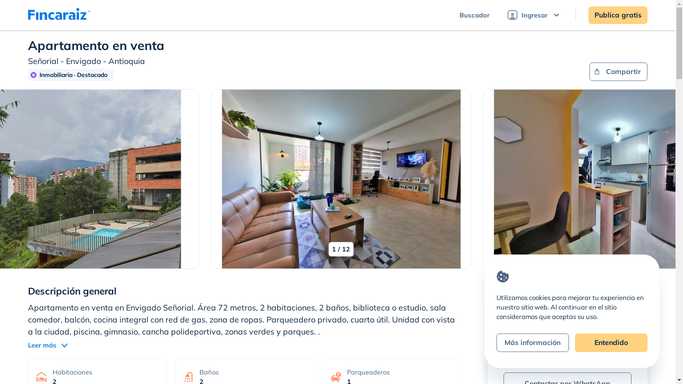 Fincaraiz
Buscador
Ingresar
Publica gratis
Apartamento en venta
Señorial - Envigado - Antioquia
Inmobiliaria · Destacado
Compartir
1 / 12
Descripción general
Apartamento en venta en Envigado Señorial. Área 72 metros, 2 habitaciones, 2 baños, biblioteca o estudio, sala
comedor, balcón, cocina integral con red de gas, zona de ropas. Parqueadero privado, cuarto útil. Unidad con vista
a la ciudad, piscina, gimnasio, cancha polideportiva, zonas verdes y parques. .
Leer más
Habitaciones
2
Baños
2
Parqueaderos
1
Utilizamos cookies para mejorar tu experiencia en
nuestro sitio web. Al continuar en el sitio
consideramos que aceptas su uso.
Más información
Entendido
Contactar por WhatsApp